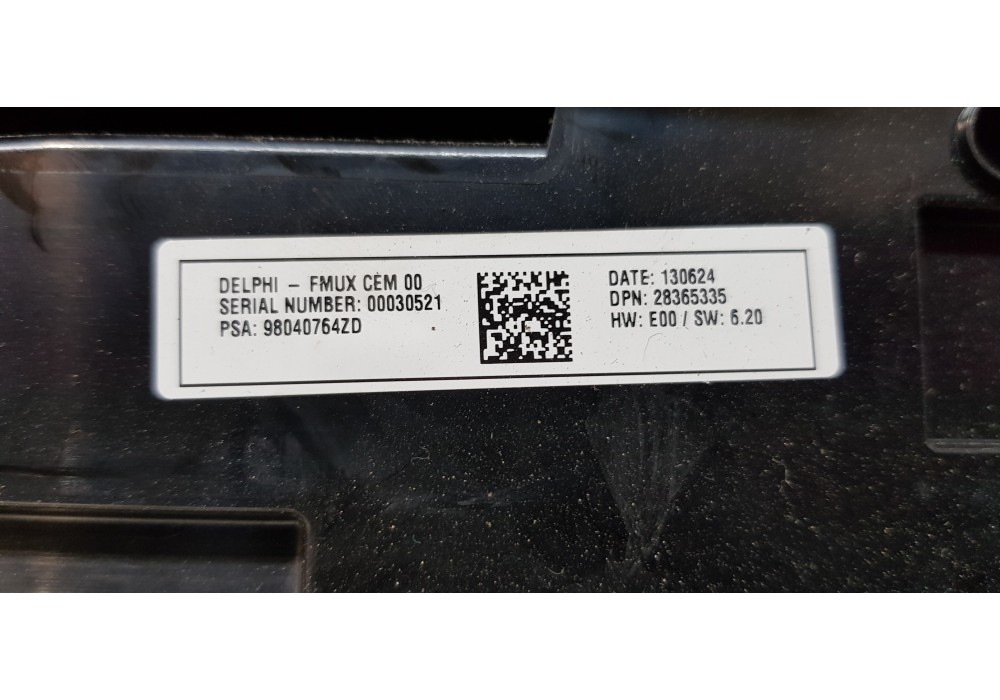 DELPHI - FMUX CEM 00
SERIAL NUMBER: 00030521
PSA: 98040764ZD
DATE: 130624
DPN: 28365335
HW: E00 / SW: 6.20